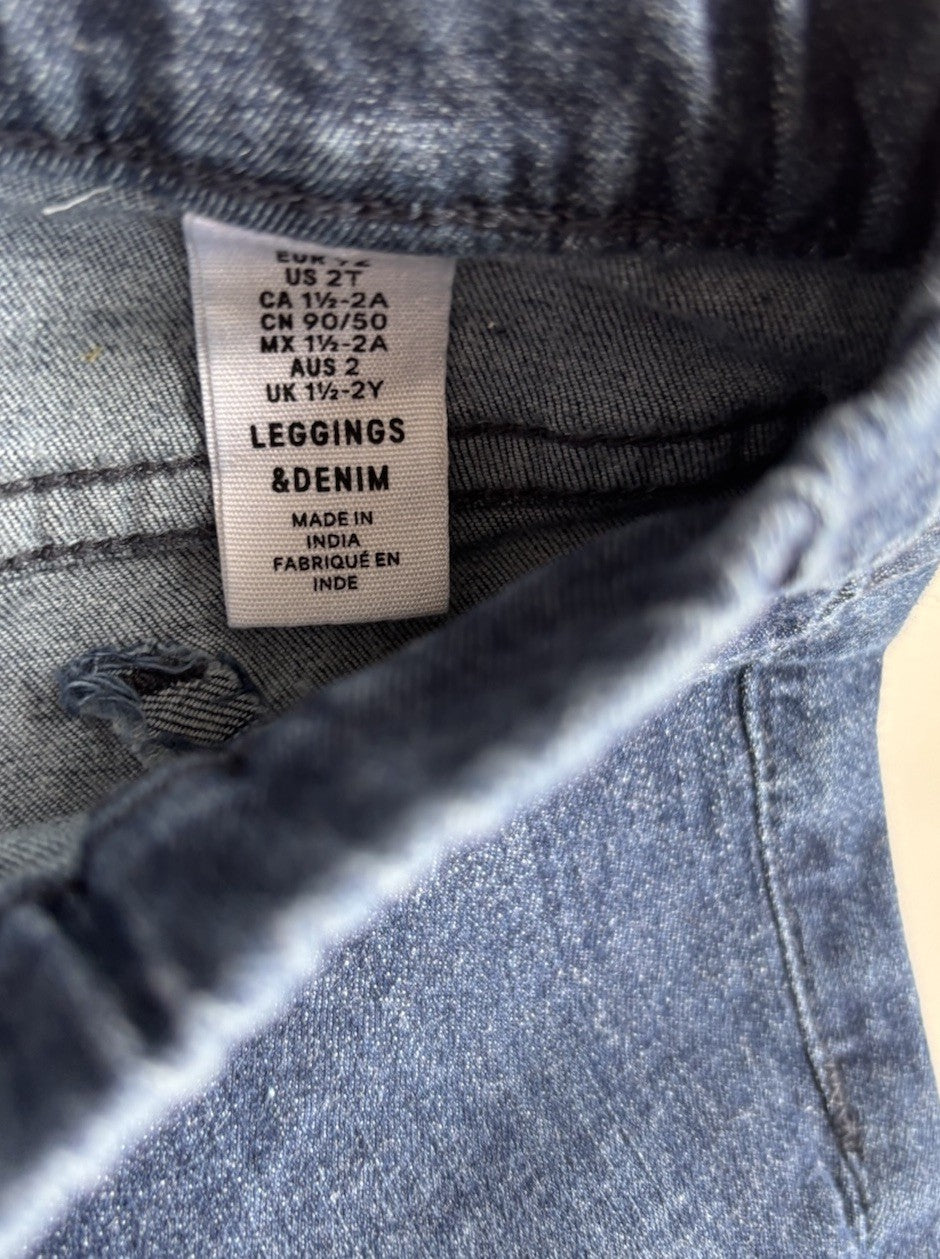 US 2T
CA 1½-2A
CN 90/50
MX 1½-2A
AUS 2
UK 1½-2Y
LEGGINGS
&DENIM
MADE IN
INDIA
FABRIQUÉ EN
INDE